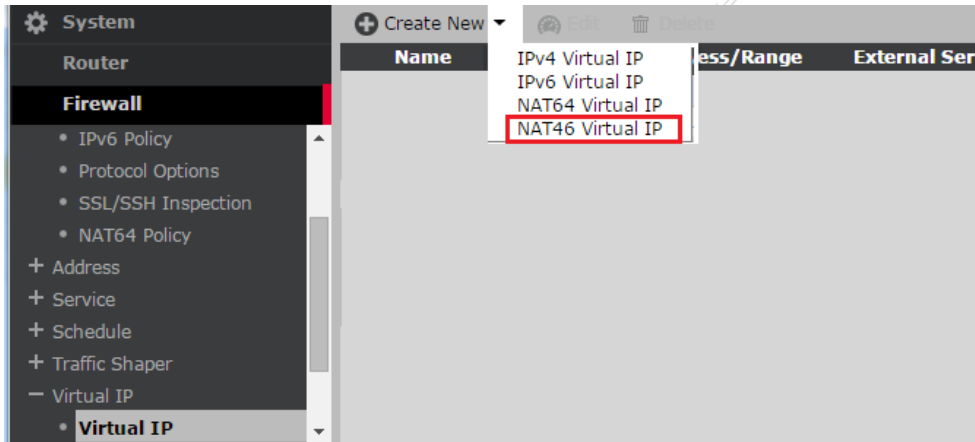 System
Router
Firewall
IPv6 Policy
Protocol Options
SSL/SSH Inspection
NAT64 Policy
Address
Service
Schedule
Traffic Shaper
Virtual IP
Virtual IP
Create New Edit Delete
Name ess/Range External Ser
IPv4 Virtual IP
IPv6 Virtual IP
NAT64 Virtual IP
NAT46 Virtual IP